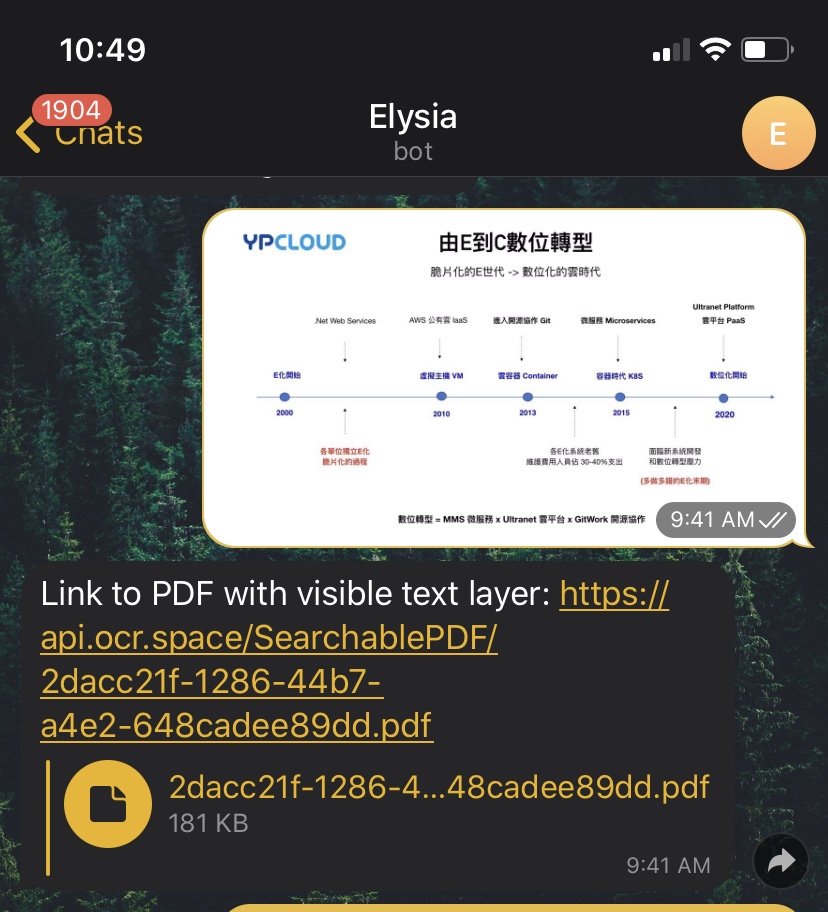 10:49
1904
Chats
Elysia
bot
E
YPCLOUD
由E到C數位轉型
脆片化的E世代 -> 數位化的雲時代
Ultranet Platform
.Net Web Services
AWS 公有雲 IaaS
進入開源協作 Git
微服務 Microservices
雲平台 PaaS
E化開始
虛擬主機 VM
雲容器 Container
容器時代 K8S
數位化開始
2000
2010
2013
2015
2020
各單位獨立E化
脆片化的過程
各E化系統老舊
維護費用人員佔 30-40%支出
面臨新系統開發
和數位轉型壓力
(多做多錯的E化末期)
數位轉型 = MMS 微服務 x Ultranet 雲平台 x GitWork 開源協作
9:41 AM
Link to PDF with visible text layer: https://
api.ocr.space/SearchablePDF/
2dacc21f-1286-44b7-
a4e2-648cadee89dd.pdf
2dacc21f-1286-4...48cadee89dd.pdf
181 KB
9:41 AM